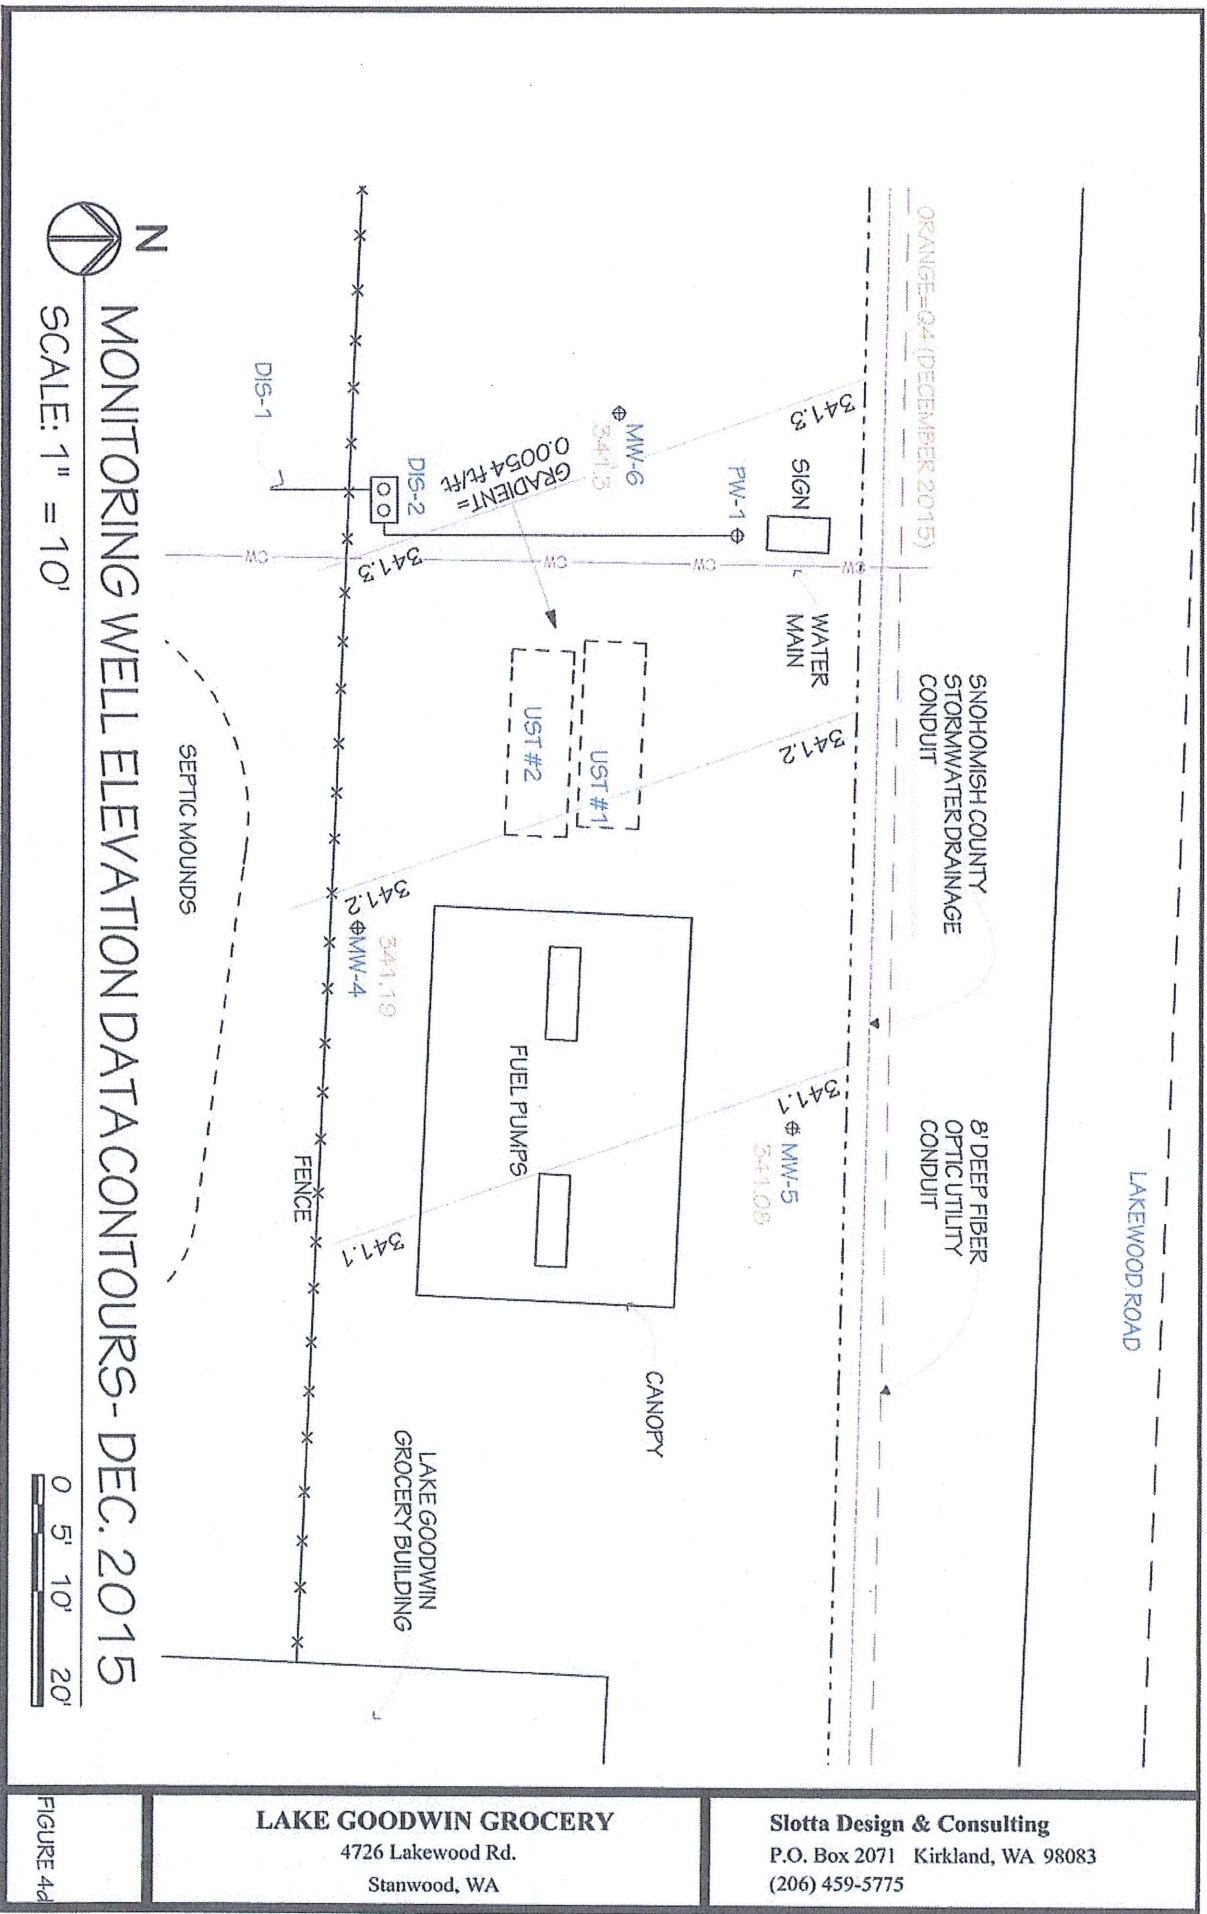 ORANGE=Q4 (DECEMBER 2015)
LAKEWOOD ROAD
SNOHOMISH COUNTY
STORMWATER DRAINAGE
CONDUIT
8' DEEP FIBER
OPTIC UTILITY
CONDUIT
341.3
SIGN
WATER
MAIN
341.2
341.1
PW-1
MW-5
341.08
MW-6
341.3
GRADIENT=
0.0054 ft/ft
CW
CW
CW
CW
UST #1
UST #2
FUEL PUMPS
CANOPY
DIS-2
341.3
341.2
341.19
MW-4
341.1
LAKE GOODWIN
GROCERY BUILDING
DIS-1
FENCE
SEPTIC MOUNDS
N
MONITORING WELL ELEVATION DATA CONTOURS- DEC. 2015
SCALE: 1" = 10'
0 5' 10' 20'
Slotta Design & Consulting
P.O. Box 2071 Kirkland, WA 98083
(206) 459-5775
LAKE GOODWIN GROCERY
4726 Lakewood Rd.
Stanwood, WA
FIGURE 4d